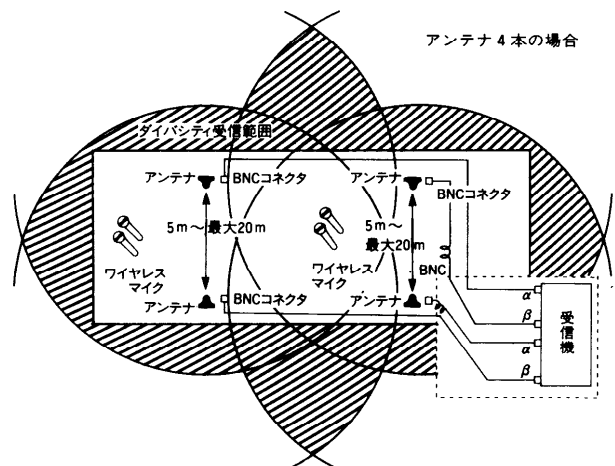 アンテナ4本の場合
ダイバシティ受信範囲
アンテナ
BNCコネクタ
アンテナ
BNCコネクタ
5m〜最大20m
5m〜
最大20m
ワイヤレス
マイク
ワイヤレス
マイク
BNC
アンテナ
BNCコネクタ
アンテナ
α
β
α
β
受信機